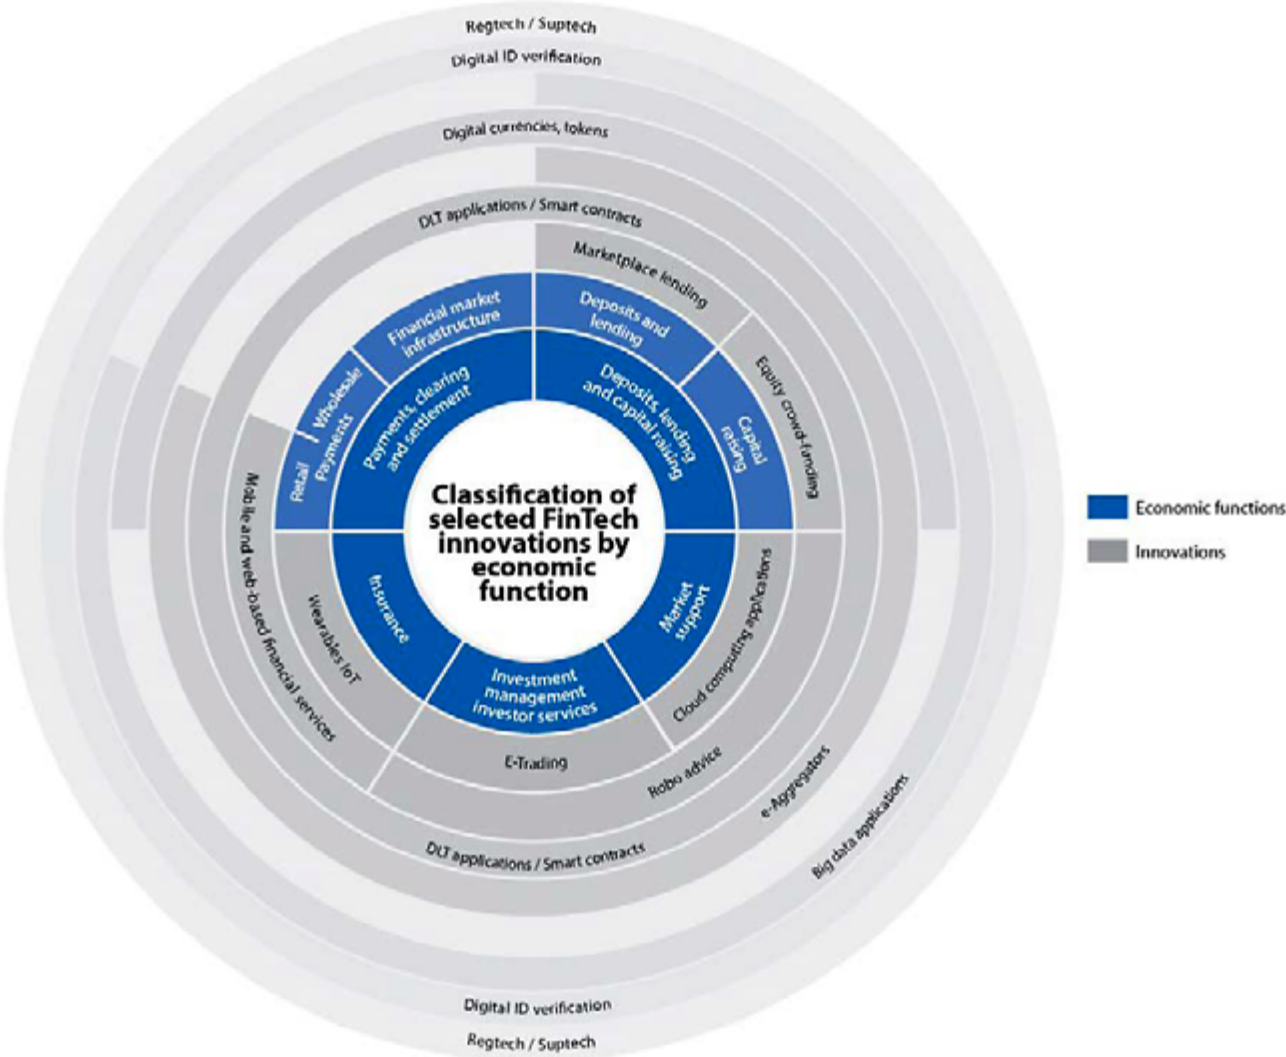 Regtech / Suptech
Digital ID verification
Digital currencies, tokens
DLT applications / Smart contracts
Marketplace lending
Equity crowd-funding
Financial market
infrastructure
Deposits and
lending
Wholesale
Retail
Payments
Capital
raising
Payments, clearing
and settlement
Deposits, lending
and capital raising
Classification of
selected FinTech
innovations by
economic
function
Economic functions
Innovations
Insurance
Market
support
Investment
management
investor services
Mobile and web-based financial services
Wearables IoT
Cloud computing applications
E-Trading
Robo advice
e-Aggregators
Big data applications
DLT applications / Smart contracts
Digital ID verification
Regtech / Suptech